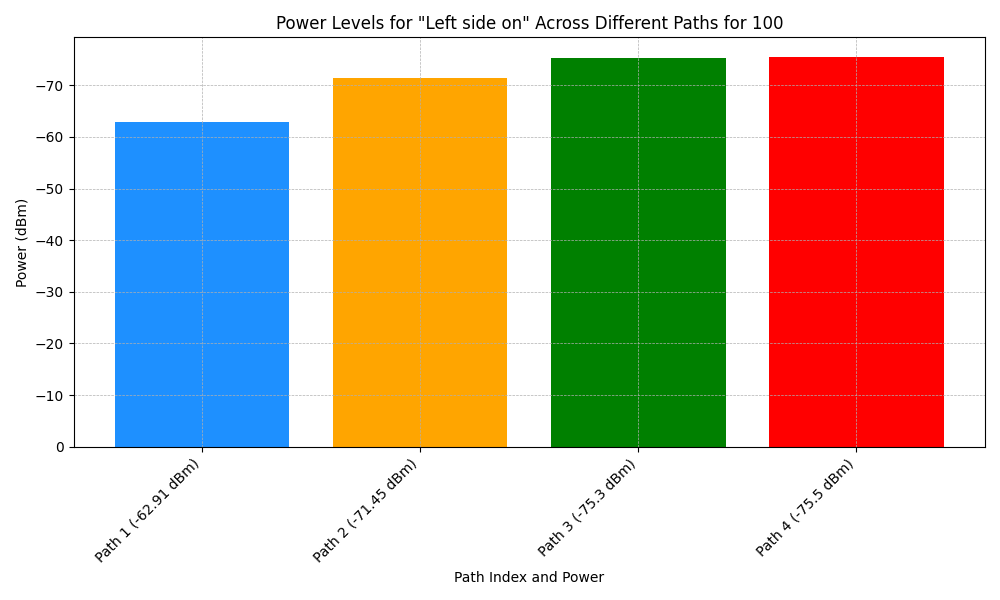 Power Levels for "Left side on" Across Different Paths for 100
Power (dBm)
−70
−60
−50
−40
−30
−20
−10
0
Path 1 (-62.91 dBm)
Path 2 (-71.45 dBm)
Path 3 (-75.3 dBm)
Path 4 (-75.5 dBm)
Path Index and Power